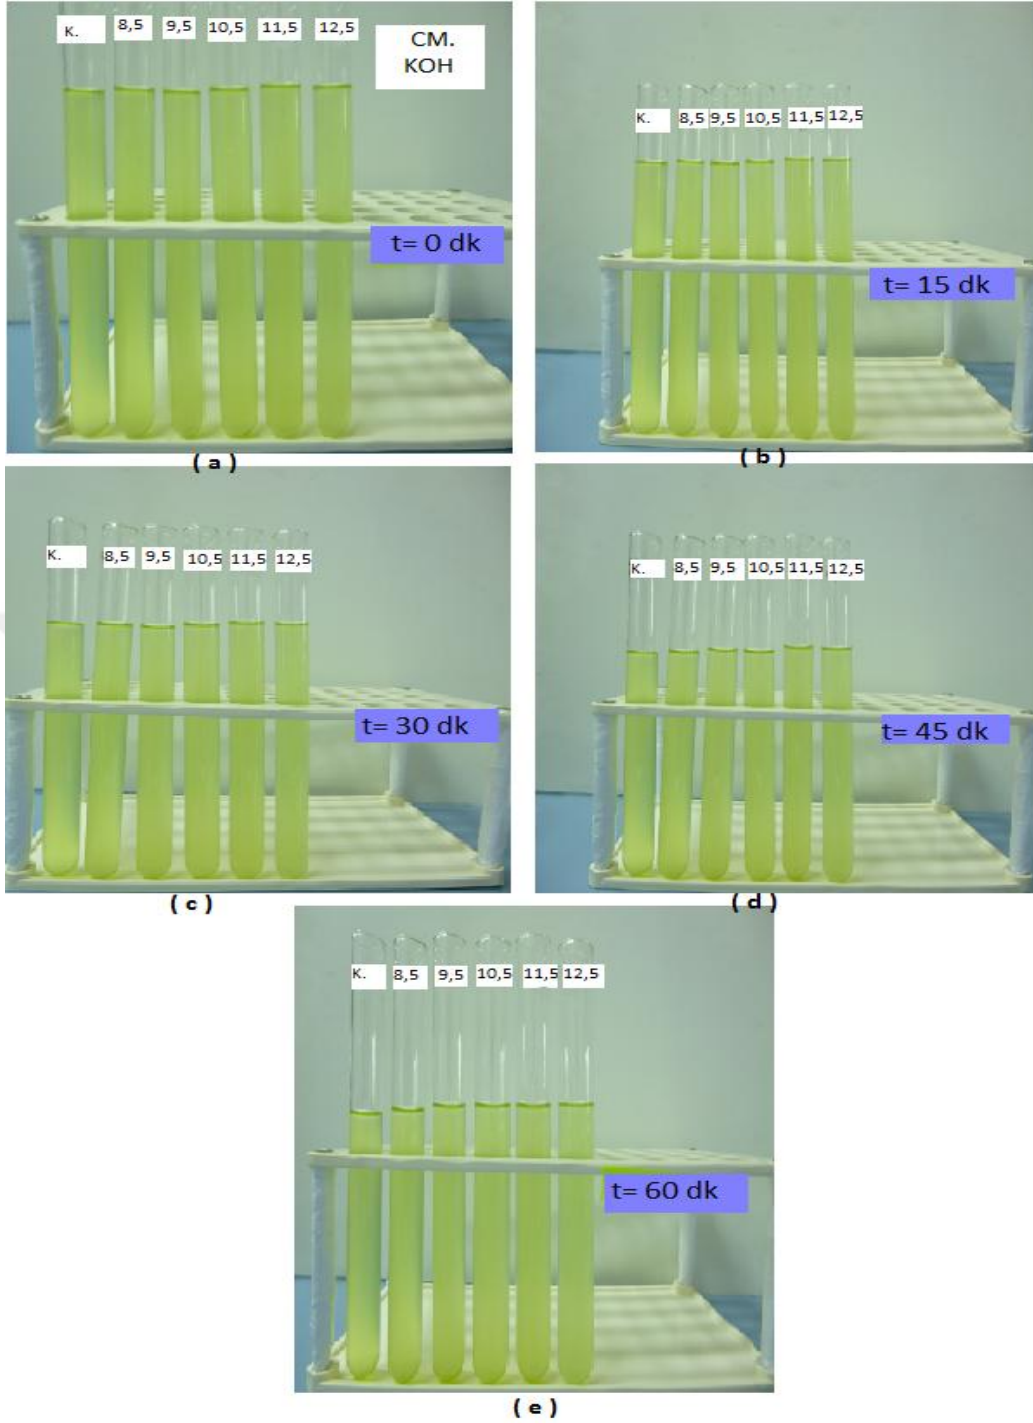 K. 8,5 9,5 10,5 11,5 12,5
CM.
KOH
t= 0 dk
( a )
K. 8,5 9,5 10,5 11,5 12,5
t= 15 dk
( b )
K. 8,5 9,5 10,5 11,5 12,5
t= 30 dk
( c )
K. 8,5 9,5 10,5 11,5 12,5
t= 45 dk
( d )
K. 8,5 9,5 10,5 11,5 12,5
t= 60 dk
( e )